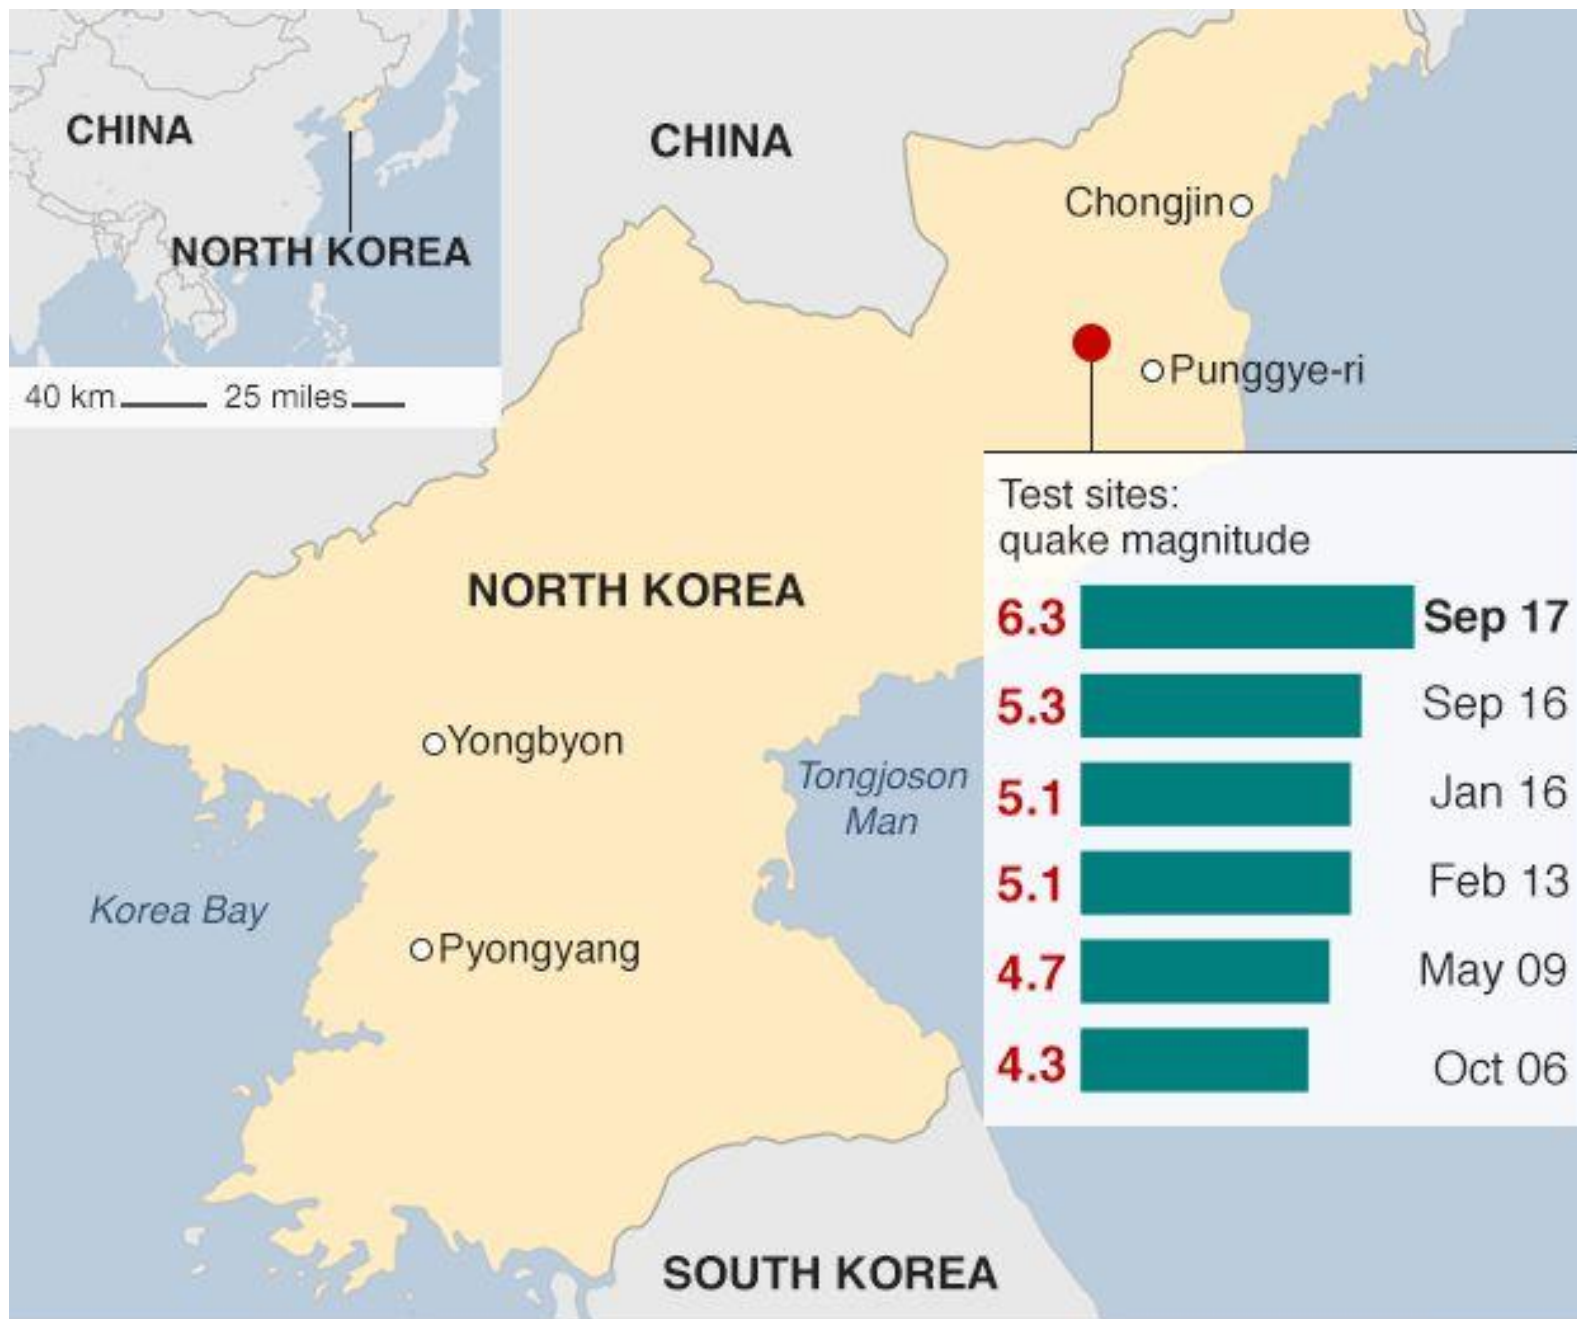 CHINA
NORTH KOREA
40 km
25 miles
CHINA
Chongjin
Punggye-ri
NORTH KOREA
Yongbyon
Tongjoson
Man
Korea Bay
Pyongyang
SOUTH KOREA
Test sites:
quake magnitude
6.3 Sep 17
5.3 Sep 16
5.1 Jan 16
5.1 Feb 13
4.7 May 09
4.3 Oct 06